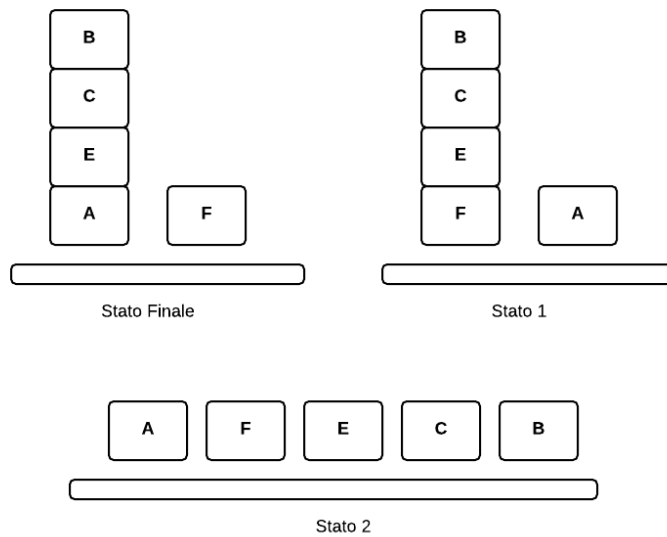 B B
C C
E E
A F F A
Stato Finale Stato 1
A F E C B
Stato 2